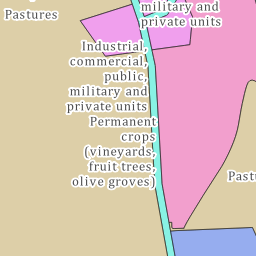 military and
private units
Pastures
Industrial,
commercial,
public,
military and
private units
Permanent
crops
(vineyards,
fruit trees,
olive groves)
Past